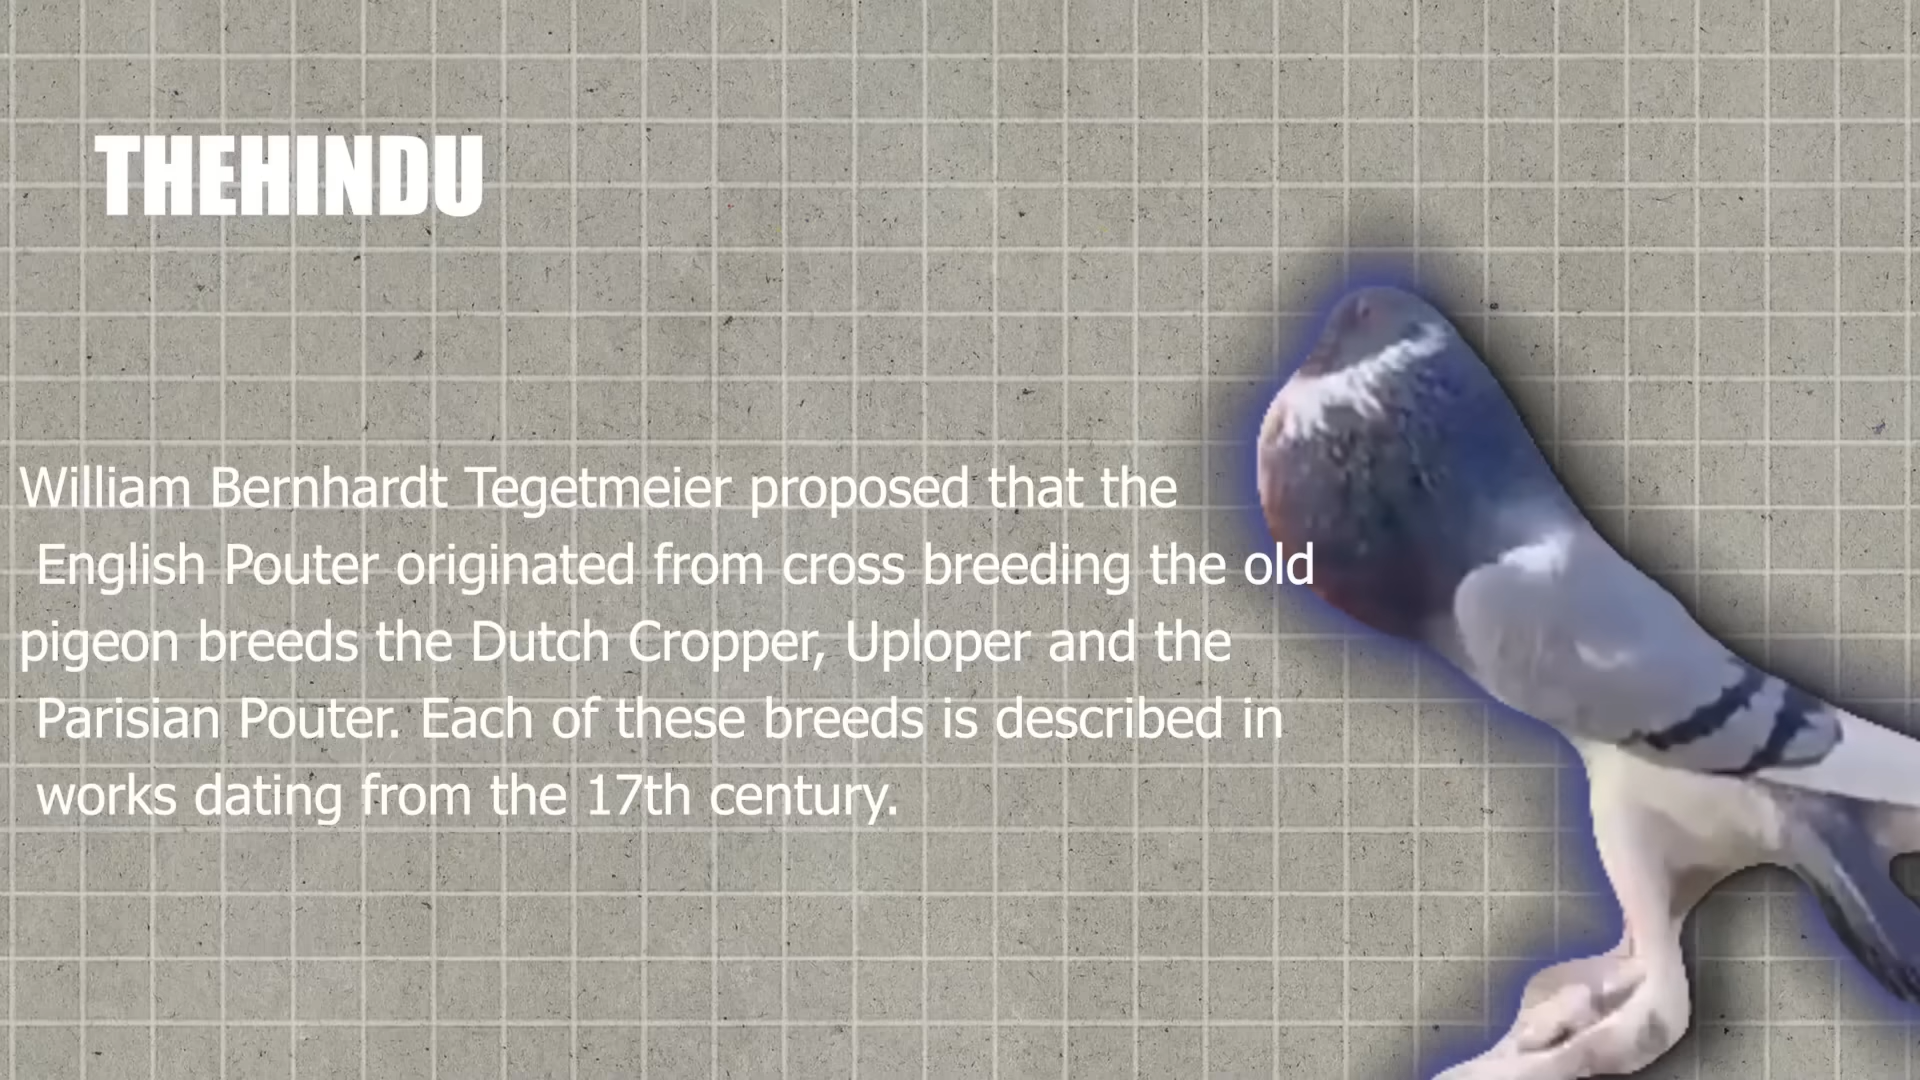 THEHINDU
William Bernhardt Tegetmeier proposed that the
English Pouter originated from cross breeding the old
pigeon breeds the Dutch Cropper, Uploper and the
Parisian Pouter. Each of these breeds is described in
works dating from the 17th century.